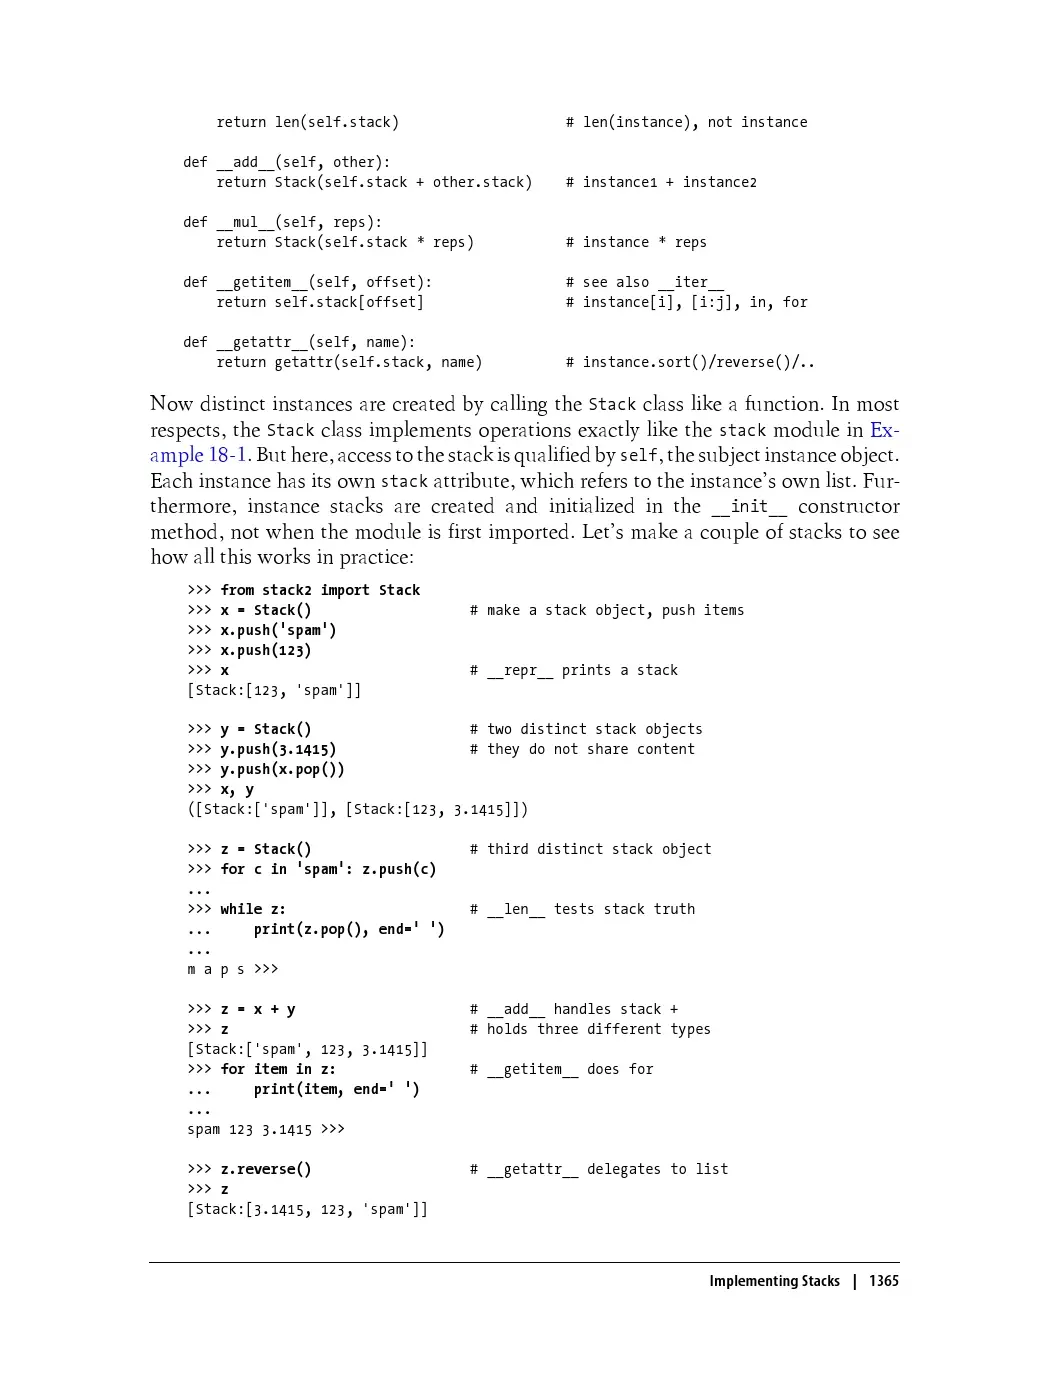 return len(self.stack)                    # len(instance), not instance

def __add__(self, other):
    return Stack(self.stack + other.stack)    # instance1 + instance2

def __mul__(self, reps):
    return Stack(self.stack * reps)           # instance * reps

def __getitem__(self, offset):                # see also __iter__
    return self.stack[offset]                 # instance[i], [i:j], in, for

def __getattr__(self, name):
    return getattr(self.stack, name)          # instance.sort()/reverse()/..

Now distinct instances are created by calling the Stack class like a function. In most
respects, the Stack class implements operations exactly like the stack module in Ex-
ample 18-1. But here, access to the stack is qualified by self, the subject instance object.
Each instance has its own stack attribute, which refers to the instance's own list. Fur-
thermore, instance stacks are created and initialized in the __init__ constructor
method, not when the module is first imported. Let's make a couple of stacks to see
how all this works in practice:

>>> from stack2 import Stack
>>> x = Stack()                   # make a stack object, push items
>>> x.push('spam')
>>> x.push(123)
>>> x                             # __repr__ prints a stack
[Stack:[123, 'spam']]

>>> y = Stack()                   # two distinct stack objects
>>> y.push(3.1415)                # they do not share content
>>> y.push(x.pop())
>>> x, y
([Stack:['spam']], [Stack:[123, 3.1415]])

>>> z = Stack()                   # third distinct stack object
>>> for c in 'spam': z.push(c)
...
>>> while z:                      # __len__ tests stack truth
...     print(z.pop(), end=' ')
...
m a p s >>>

>>> z = x + y                     # __add__ handles stack +
>>> z                             # holds three different types
[Stack:['spam', 123, 3.1415]]
>>> for item in z:                # __getitem__ does for
...     print(item, end=' ')
...
spam 123 3.1415 >>>

>>> z.reverse()                   # __getattr__ delegates to list
>>> z
[Stack:[3.1415, 123, 'spam']]

Implementing Stacks | 1365